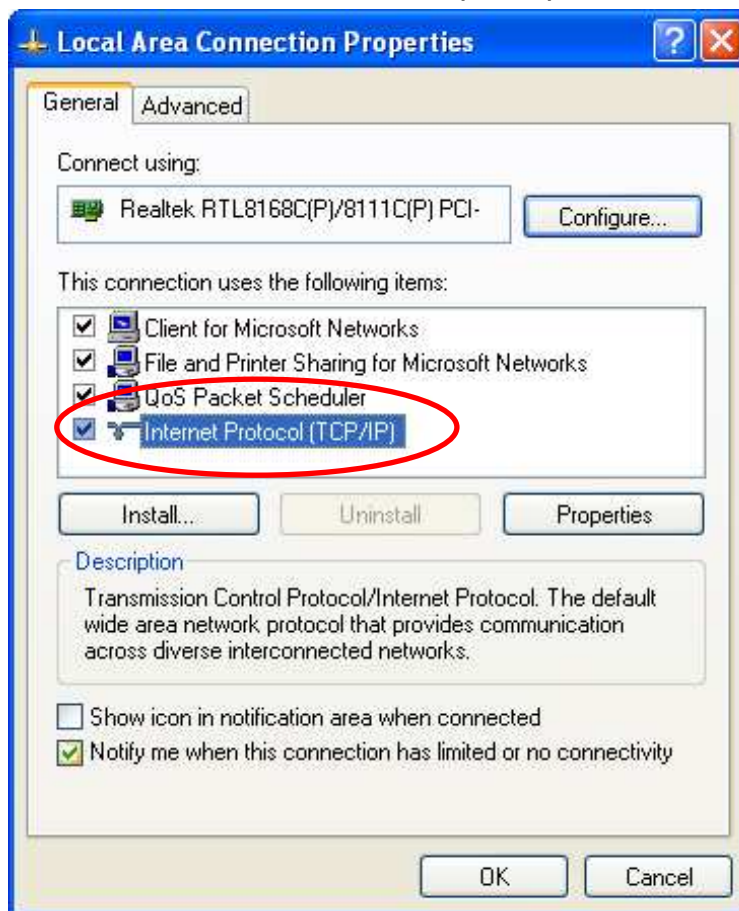 Local Area Connection Properties
General Advanced
Connect using:
Realtek RTL8168C(P)/8111C(P) PCI-
Configure...
This connection uses the following items:
Client for Microsoft Networks
File and Printer Sharing for Microsoft Networks
QoS Packet Scheduler
Internet Protocol (TCP/IP)
Install... Uninstall Properties
Description
Transmission Control Protocol/Internet Protocol. The default
wide area network protocol that provides communication
across diverse interconnected networks.
Show icon in notification area when connected
Notify me when this connection has limited or no connectivity
OK Cancel